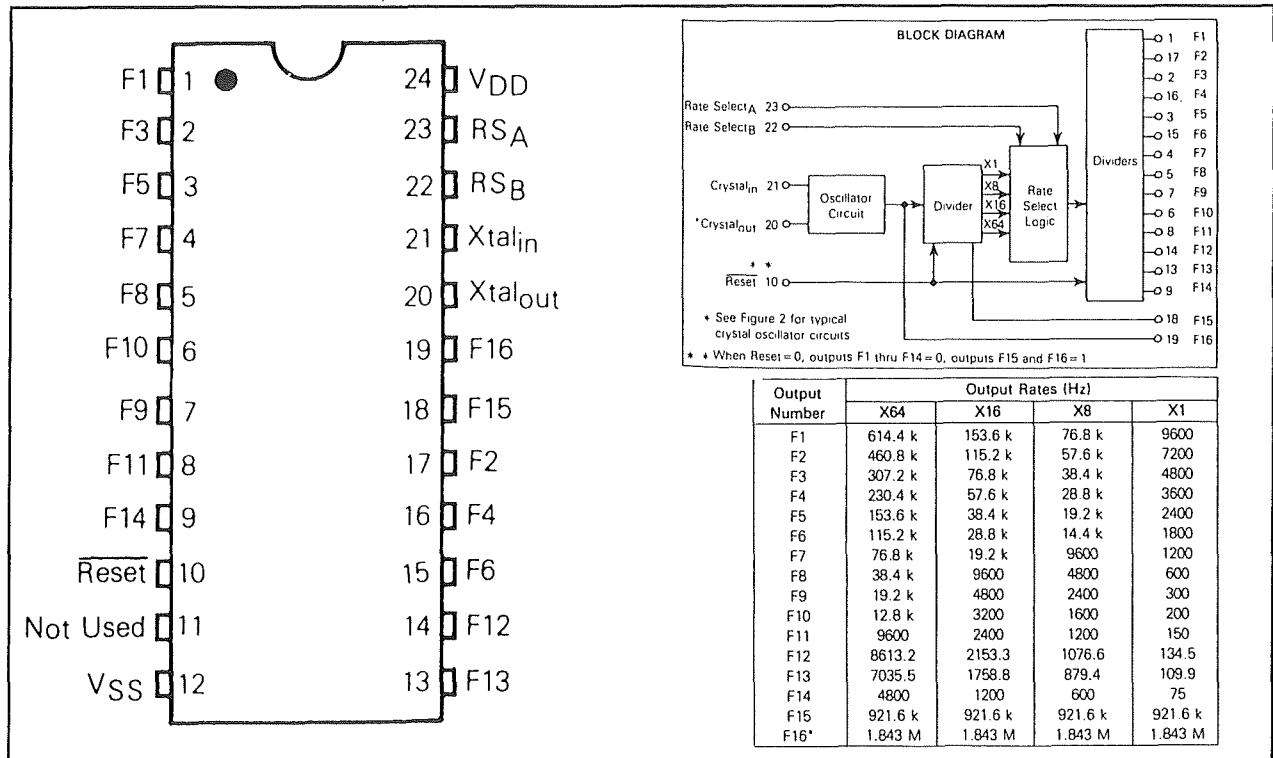 F1 1 24 VDD
F3 2 23 RSA
F5 3 22 RSB
F7 4 21 Xtalin
F8 5 20 Xtalout
F10 6 19 F16
F9 7 18 F15
F11 8 17 F2
F14 9 16 F4
Reset 10 15 F6
Not Used 11 14 F12
VSS 12 13 F13
BLOCK DIAGRAM
1 F1
17 F2
2 F3
16 F4
3 F5
15 F6
4 F7
5 F8
7 F9
6 F10
8 F11
14 F12
13 F13
9 F14
18 F15
19 F16
Rate SelectA 23
Rate SelectB 22
Crystalin 21
*Crystalout 20
Oscillator
Circuit
Divider
X1
X8
X16
X64
Rate
Select
Logic
Dividers
* *
Reset 10
* See Figure 2 for typical
crystal oscillator circuits
* * When Reset = 0, outputs F1 thru F14 = 0, outputs F15 and F16 = 1
Output
Number
Output Rates (Hz)
X64 X16 X8 X1
F1 614.4 k 153.6 k 76.8 k 9600
F2 460.8 k 115.2 k 57.6 k 7200
F3 307.2 k 76.8 k 38.4 k 4800
F4 230.4 k 57.6 k 28.8 k 3600
F5 153.6 k 38.4 k 19.2 k 2400
F6 115.2 k 28.8 k 14.4 k 1800
F7 76.8 k 19.2 k 9600 1200
F8 38.4 k 9600 4800 600
F9 19.2 k 4800 2400 300
F10 12.8 k 3200 1600 200
F11 9600 2400 1200 150
F12 8613.2 2153.3 1076.6 134.5
F13 7035.5 1758.8 879.4 109.9
F14 4800 1200 600 75
F15 921.6 k 921.6 k 921.6 k 921.6 k
F16* 1.843 M 1.843 M 1.843 M 1.843 M